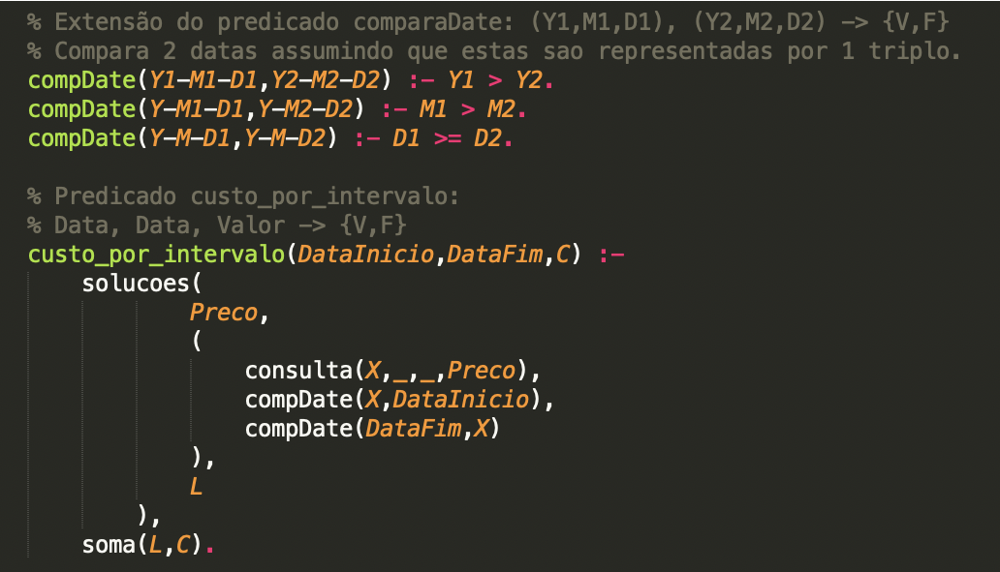 % Extensão do predicado comparaDate: (Y1,M1,D1), (Y2,M2,D2) -> {V,F}
% Compara 2 datas assumindo que estas sao representadas por 1 triplo.
compDate(Y1-M1-D1,Y2-M2-D2) :- Y1 > Y2.
compDate(Y-M1-D1,Y-M2-D2) :- M1 > M2.
compDate(Y-M-D1,Y-M-D2) :- D1 >= D2.
% Predicado custo_por_intervalo:
% Data, Data, Valor -> {V,F}
custo_por_intervalo(DataInicio,DataFim,C) :-
solucoes(
Preco,
(
consulta(X,_,_,Preco),
compDate(X,DataInicio),
compDate(DataFim,X)
),
L
),
soma(L,C).